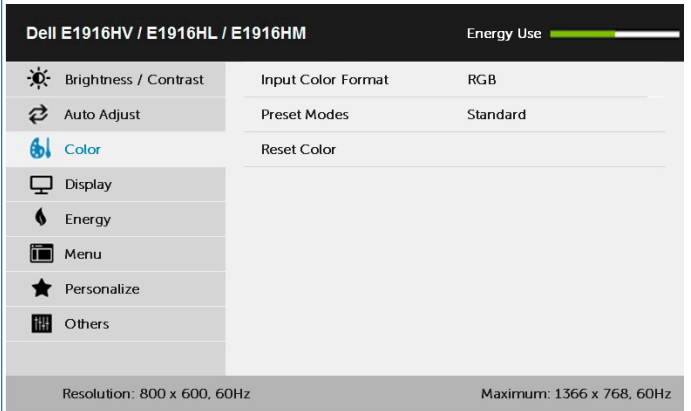 Dell E1916HV / E1916HL / E1916HM Energy Use
Brightness / Contrast Input Color Format RGB
Auto Adjust Preset Modes Standard
Color Reset Color
Display
Energy
Menu
Personalize
Others
Resolution: 800 x 600, 60Hz Maximum: 1366 x 768, 60Hz